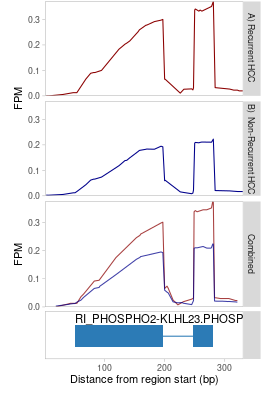 0.3
0.2
0.1
0.0
A) Recurrent HCC
FPM
0.3
0.2
0.1
0.0
B) Non-Recurrent HCC
0.3
0.2
0.1
0.0
Combined
FPM
RI_PHOSPHO2-KLHL23.PHOSP
100
200
300
Distance from region start (bp)